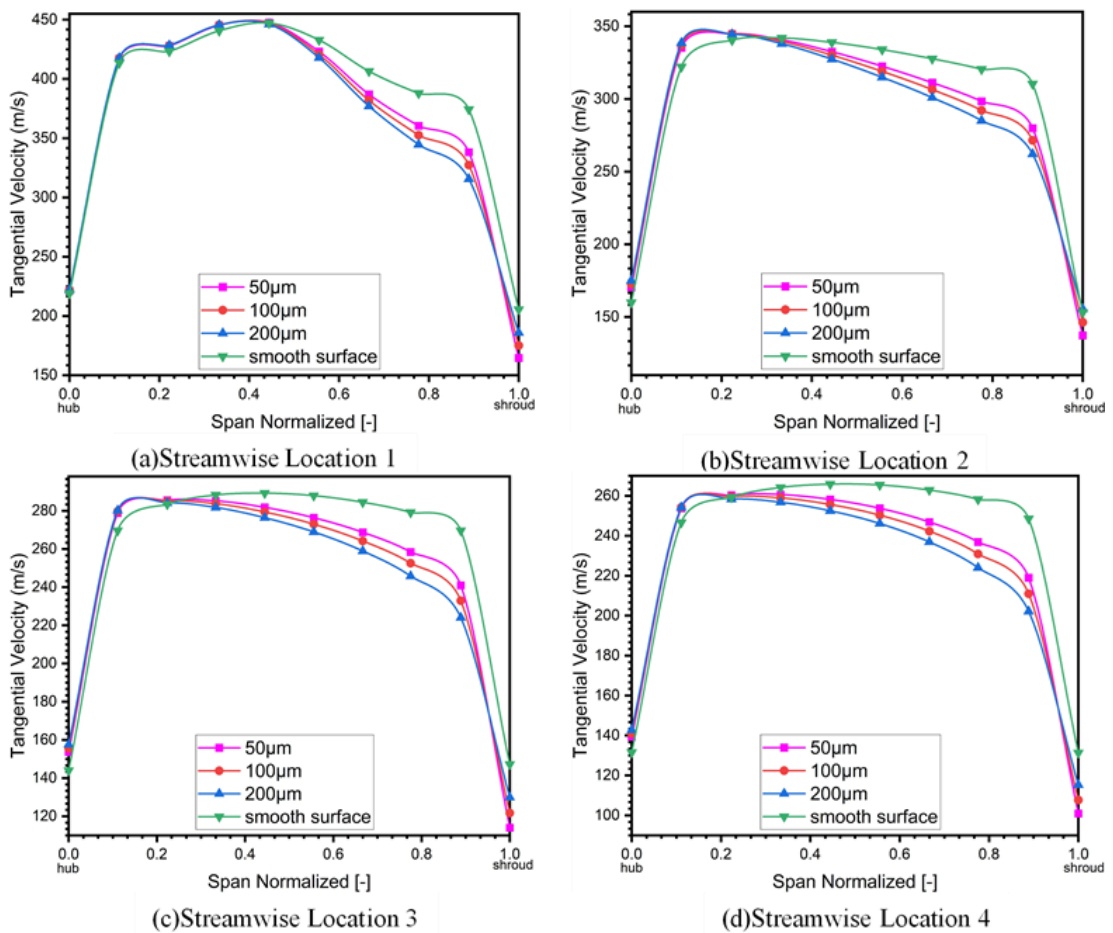 450
400
350
300
450
200
150
Tangential Velocity (m/s)
50μm
100μm
200μm
smooth surface
0.0 0.2 0.4 0.6 0.8 1.0
hub shroud
Span Normalized [-]
(a)Streamwise Location 1
350
300
250
200
150
Tangential Velocity (m/s)
50μm
100μm
200μm
smooth surface
0.0 0.2 0.4 0.6 0.8 1.0
hub shroud
Span Normalized [-]
(b)Streamwise Location 2
280
260
240
220
200
180
160
140
120
Tangential Velocity (m/s)
50μm
100μm
200μm
smooth surface
0.0 0.2 0.4 0.6 0.8 1.0
hub shroud
Span Normalized [-]
(c)Streamwise Location 3
260
240
220
200
180
160
140
120
100
Tangential Velocity (m/s)
50μm
100μm
200μm
smooth surface
0.0 0.2 0.4 0.6 0.8 1.0
hub shroud
Span Normalized [-]
(d)Streamwise Location 4